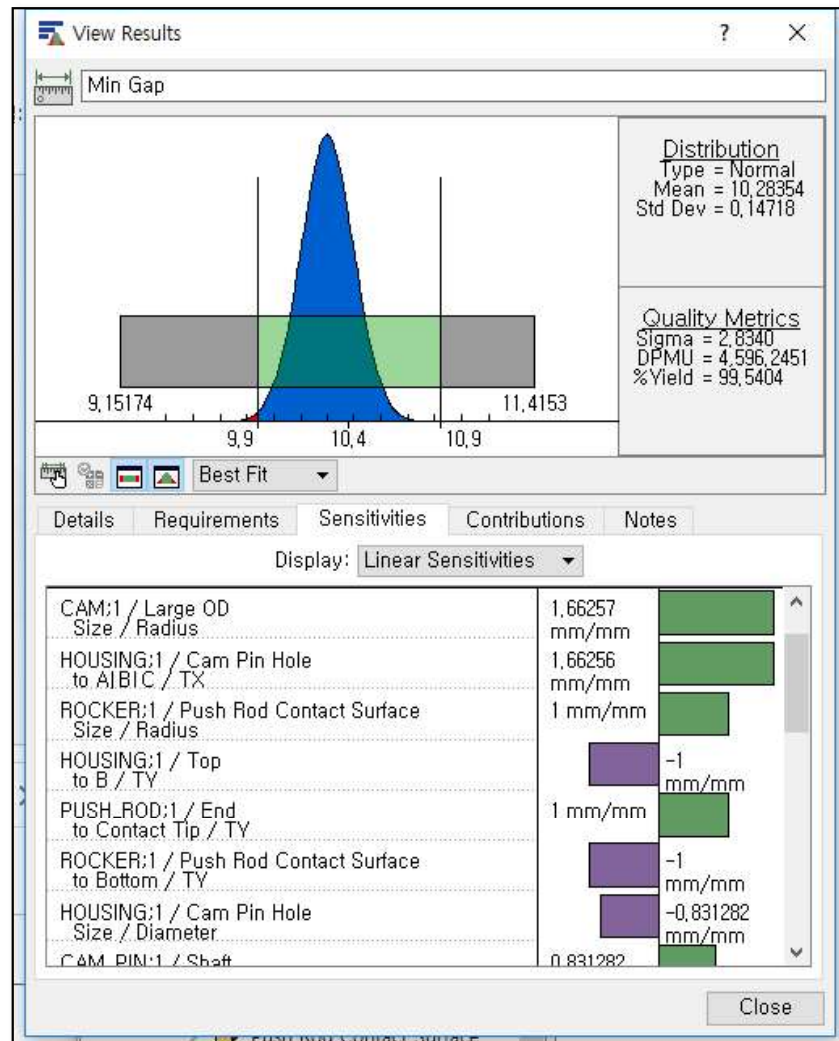 View Results
?
Min Gap
Distribution
Type = Normal
Mean = 10,28354
Std Dev = 0,14718
Quality Metrics
Sigma = 2,8340
DPMU = 4,596,2451
%Yield = 99,5404
9,15174
11,4153
9,9
10,4
10,9
Best Fit
Details
Requirements
Sensitivities
Contributions
Notes
Display: Linear Sensitivities
CAM;1 / Large OD
Size / Radius
1,66257
mm/mm
HOUSING;1 / Cam Pin Hole
to A|B|C / TX
1,66256
mm/mm
ROCKER;1 / Push Rod Contact Surface
Size / Radius
1 mm/mm
HOUSING;1 / Top
to B / TY
-1
mm/mm
PUSH_ROD;1 / End
to Contact Tip / TY
1 mm/mm
ROCKER;1 / Push Rod Contact Surface
to Bottom / TY
-1
mm/mm
HOUSING;1 / Cam Pin Hole
Size / Diameter
-0,831282
mm/mm
CAM_PIN;1 / Shaft
0,831282
Close
Push Rod Contact Surface